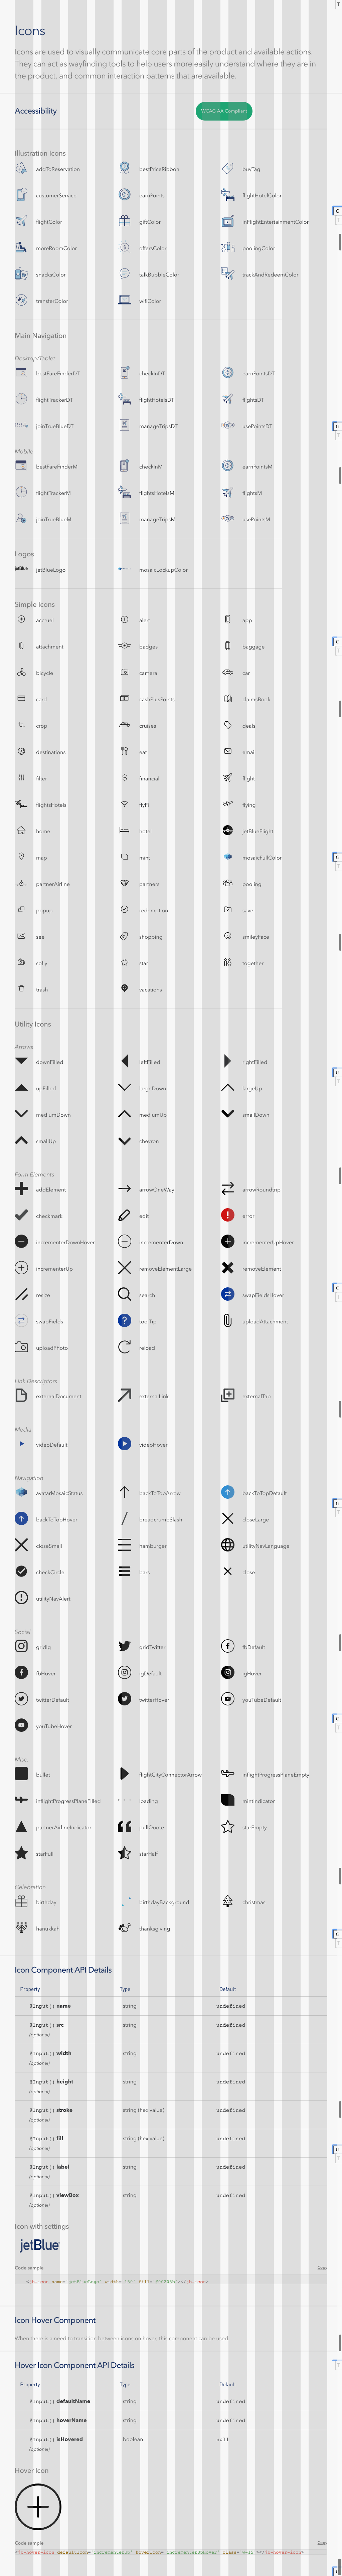 Icons
Icons are used to visually communicate core parts of the product and available actions.
They can act as wayfinding tools to help users more easily understand where they are in
the product, and common interaction patterns that are available.
Accessibility
WCAG AA Compliant
Illustration Icons
addToReservation bestPriceRibbon buyTag
customerService earnPoints flightHotelColor
flightColor giftColor inFlightEntertainmentColor
moreRoomColor offersColor poolingColor
snacksColor talkBubbleColor trackAndRedeemColor
transferColor wifiColor
Main Navigation
Desktop/Tablet
bestFareFinderDT checkInDT earnPointsDT
flightTrackerDT flightHotelsDT flightsDT
joinTrueBlueDT manageTripsDT usePointsDT
Mobile
bestFareFinderM checkInM earnPointsM
flightTrackerM flightsHotelsM flightsM
joinTrueBlueM manageTripsM usePointsM
Logos
jetBlue jetBlueLogo mosaicLockupColor
Simple Icons
accruel alert app
attachment badges baggage
bicycle camera car
card cashPlusPoints claimsBook
crop cruises deals
destinations eat email
filter financial flight
flightsHotels flyFi flying
home hotel jetBlueFlight
map mint mosaicFullColor
partnerAirline partners pooling
popup redemption save
see shopping smileyFace
sofly star together
trash vacations
Utility Icons
Arrows
downFilled leftFilled rightFilled
upFilled largeDown largeUp
mediumDown mediumUp smallDown
smallUp chevron
Form Elements
addElement arrowOneWay arrowRoundtrip
checkmark edit error
incrementerDownHover incrementerDown incrementerUpHover
incrementerUp removeElementLarge removeElement
resize search swapFieldsHover
swapFields toolTip uploadAttachment
uploadPhoto reload
Link Descriptors
externalDocument externalLink externalTab
Media
videoDefault videoHover
Navigation
avatarMosaicStatus backToTopArrow backToTopDefault
backToTopHover breadcrumbSlash closeLarge
closeSmall hamburger utilityNavLanguage
checkCircle bars close
utilityNavAlert
Social
gridIg gridTwitter fbDefault
fbHover igDefault igHover
twitterDefault twitterHover youTubeDefault
youTubeHover
Misc.
bullet flightCityConnectorArrow inflightProgressPlaneEmpty
inflightProgressPlaneFilled loading mintIndicator
partnerAirlineIndicator pullQuote starEmpty
starFull starHalf
Celebration
birthday birthdayBackground christmas
hanukkah thanksgiving
Icon Component API Details
Property Type Default
@Input() name string undefined
@Input() src string undefined
(optional)
@Input() width string undefined
(optional)
@Input() height string undefined
(optional)
@Input() stroke string (hex value) undefined
(optional)
@Input() fill string (hex value) undefined
(optional)
@Input() label string undefined
(optional)
@Input() viewBox string undefined
(optional)
Icon with settings
jetBlue
Code sample Copy
Icon Hover Component
When there is a need to transition between icons on hover, this component can be used.
Hover Icon Component API Details
Property Type Default
@Input() defaultName string undefined
@Input() hoverName string undefined
@Input() isHovered boolean null
(optional)
Hover Icon
Code sample Copy